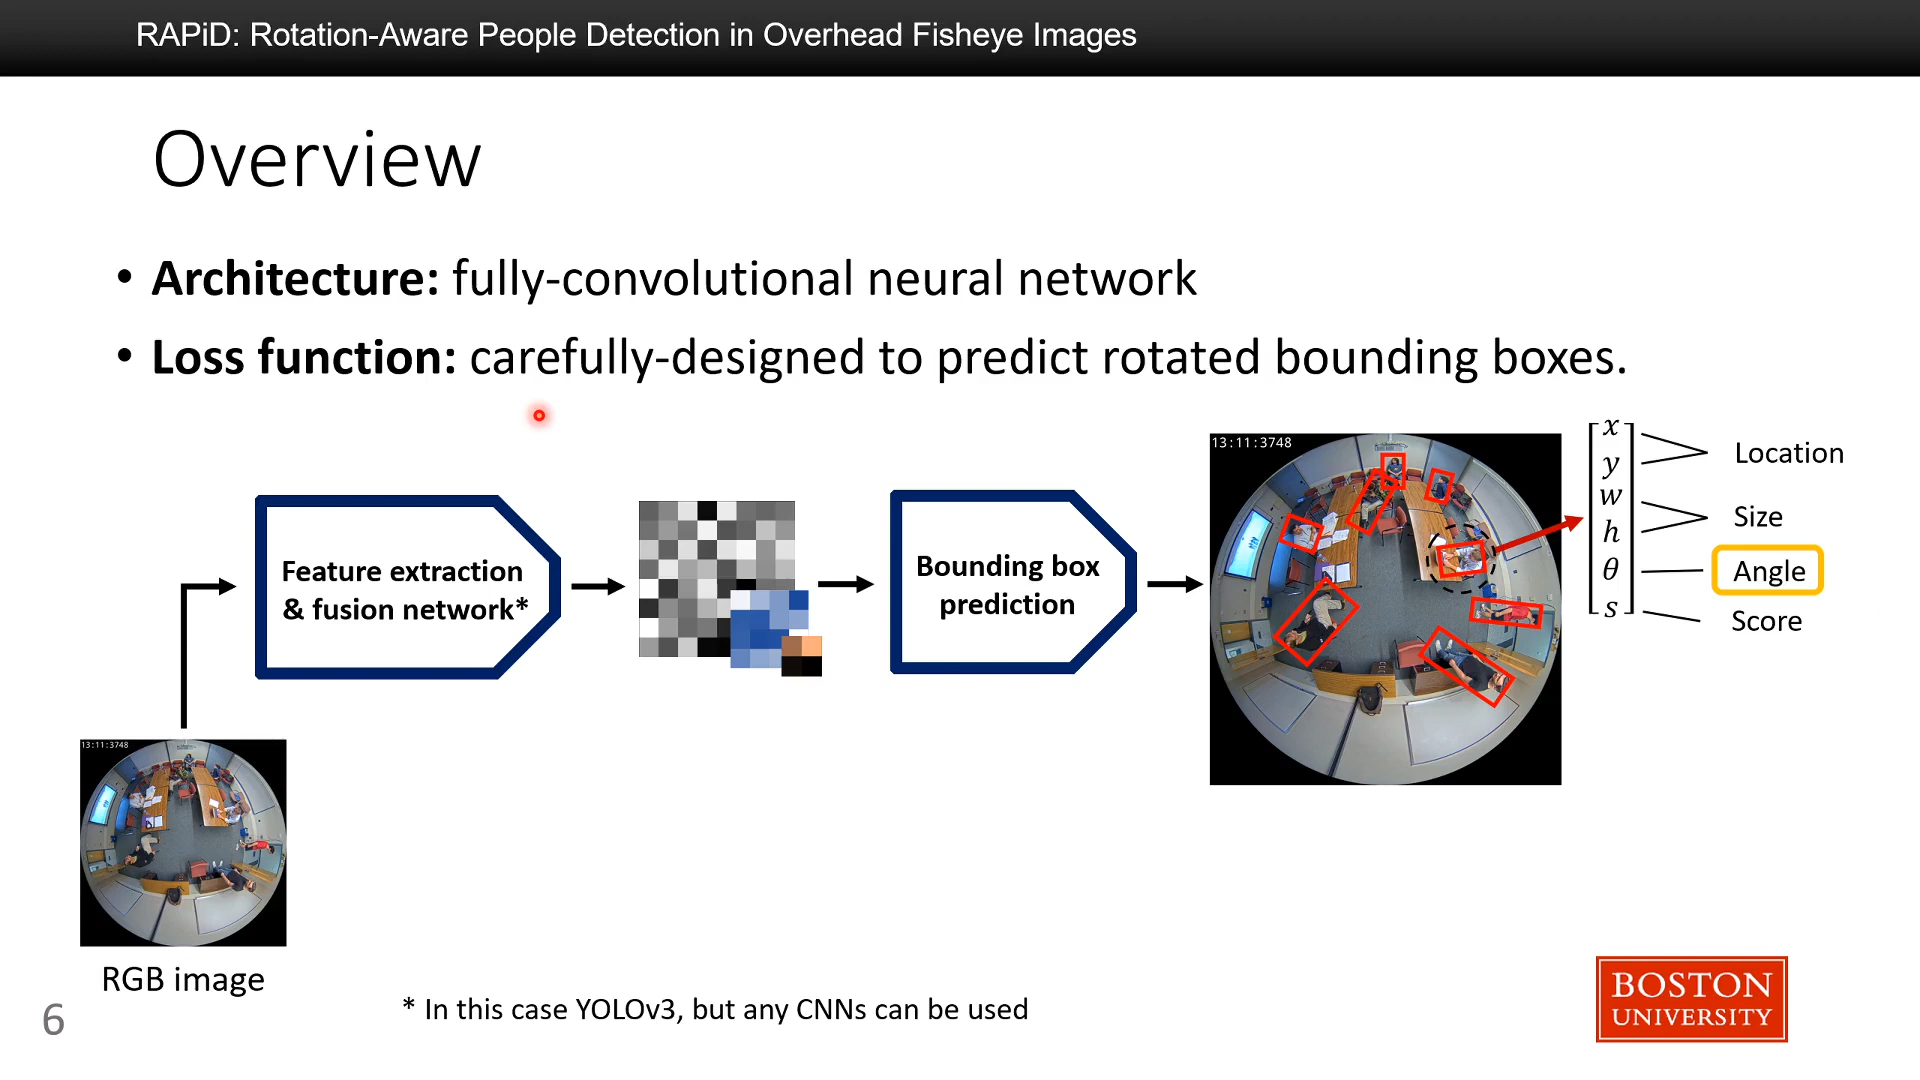 RAPiD: Rotation-Aware People Detection in Overhead Fisheye Images
Overview
• Architecture: fully-convolutional neural network
• Loss function: carefully-designed to predict rotated bounding boxes.
Feature extraction
& fusion network*
Bounding box
prediction
13:11:3748
x
y
w
h
θ
s
Location
Size
Angle
Score
13:11:3748
RGB image
* In this case YOLOv3, but any CNNs can be used
6
BOSTON
UNIVERSITY